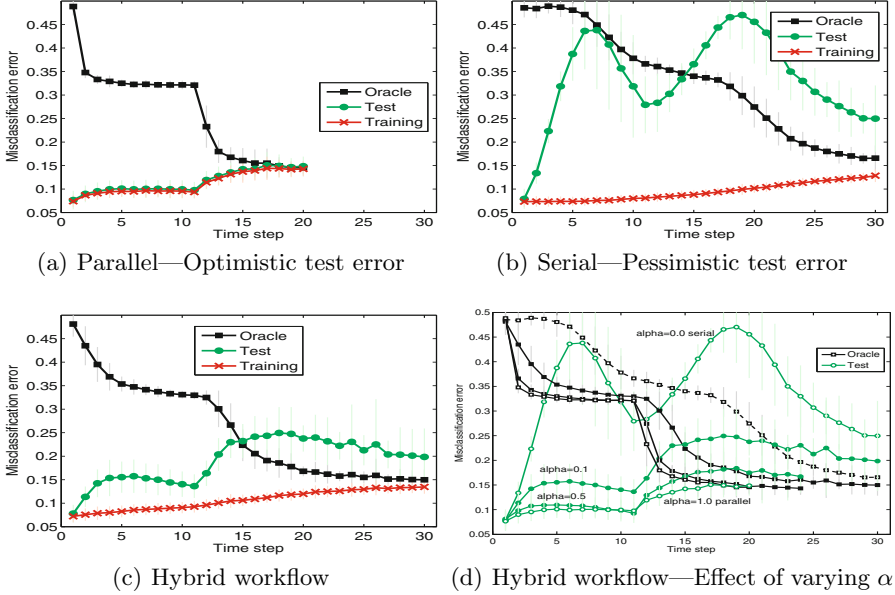 0.45
0.4
0.35
0.3
0.25
0.2
0.15
0.1
0.05
0 5 10 15 20 25 30
Misclassification error
Time step
Oracle
Test
Training
(a) Parallel—Optimistic test error
0.45
0.4
0.35
0.3
0.25
0.2
0.15
0.1
0.05
0 5 10 15 20 25 30
Misclassification error
Time step
Oracle
Test
Training
(b) Serial—Pessimistic test error
0.45
0.4
0.35
0.3
0.25
0.2
0.15
0.1
0.05
0 5 10 15 20 25 30
Misclassification error
Time step
Oracle
Test
Training
(c) Hybrid workflow
0.5
0.45
0.4
0.35
0.3
0.25
0.2
0.15
0.1
0.05
0 5 10 15 20 25 30
Misclassification error
Time step
alpha=0.0 serial
Oracle
Test
alpha=0.1
alpha=0.5
alpha=1.0 parallel
(d) Hybrid workflow—Effect of varying α